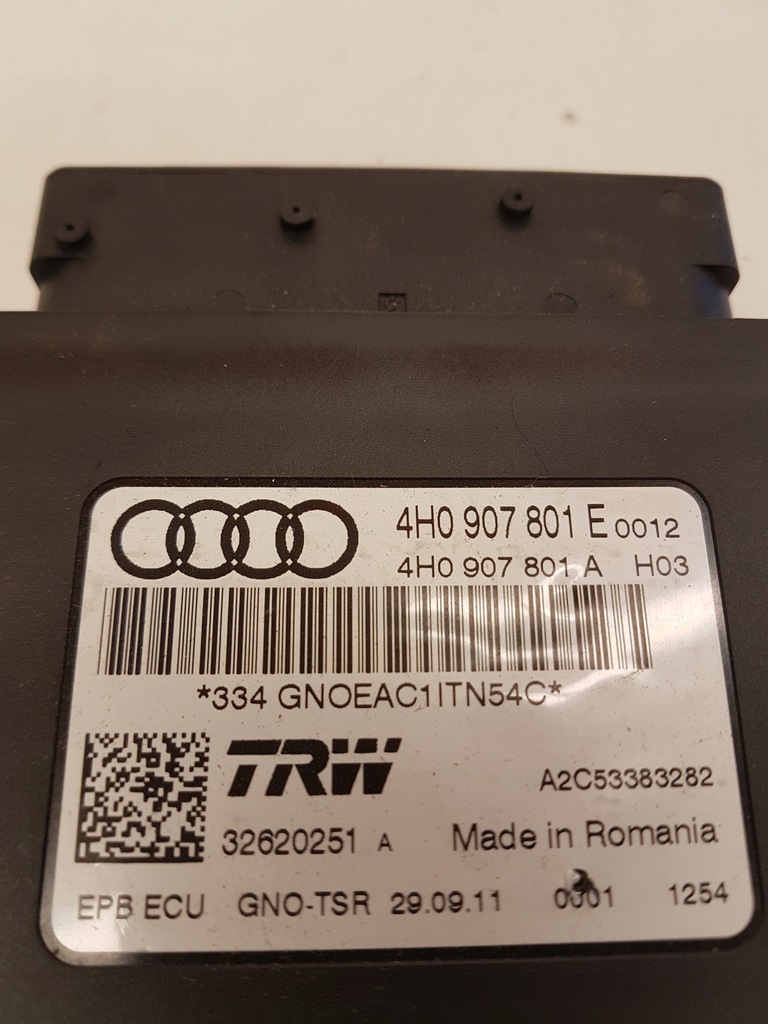 4H0 907 801 E 0012
4H0 907 801 A H03
*334 GNOEAC1ITN54C*
TRW
A2C53383282
32620251 A Made in Romania
EPB ECU GNO-TSR 29.09.11 0001 1254